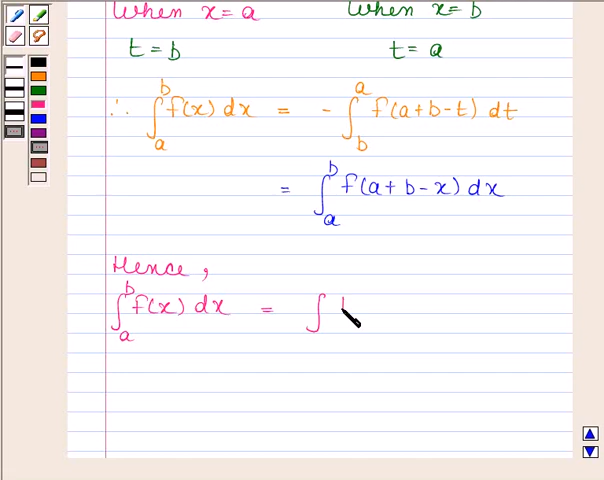 When x = a When x = b
t = b t = a
∴ ∫_a^b f(x) dx = - ∫_b^a f(a+b-t) dt
= ∫_a^b f(a+b-x) dx
Hence,
∫_a^b f(x) dx = ∫